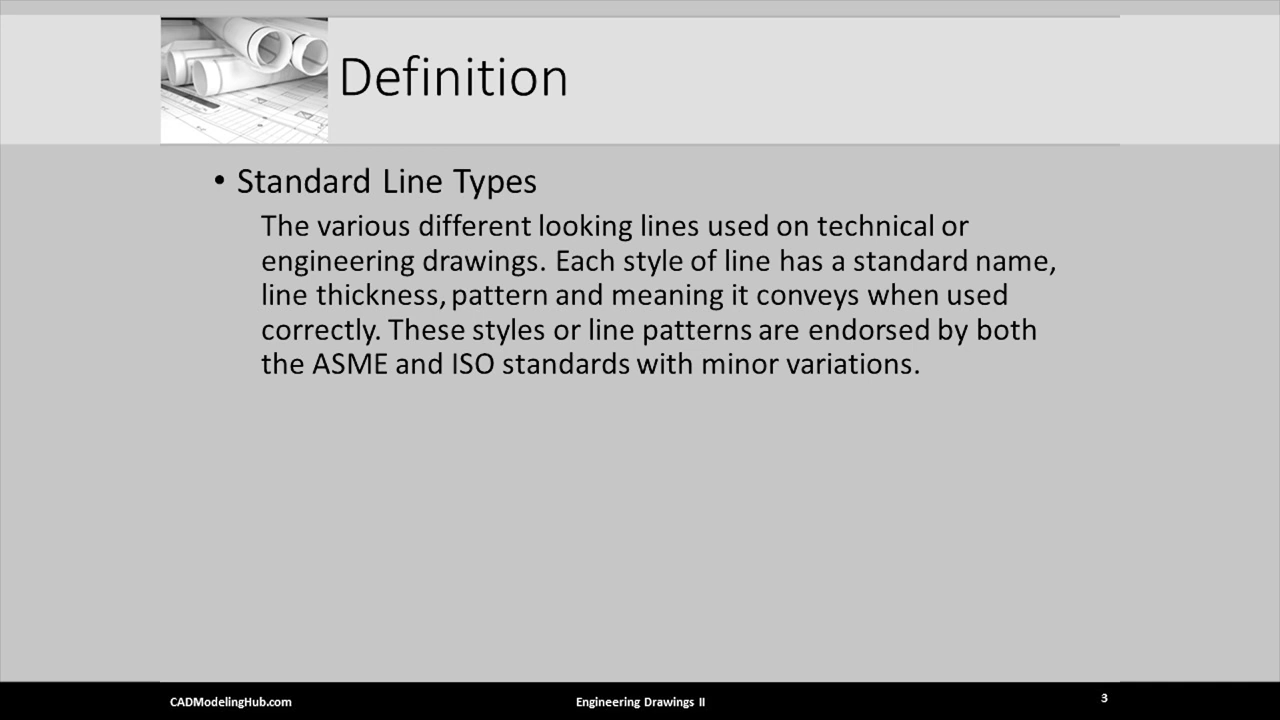 Definition
• Standard Line Types
The various different looking lines used on technical or
engineering drawings. Each style of line has a standard name,
line thickness, pattern and meaning it conveys when used
correctly. These styles or line patterns are endorsed by both
the ASME and ISO standards with minor variations.
CADModelingHub.com
Engineering Drawings II
3